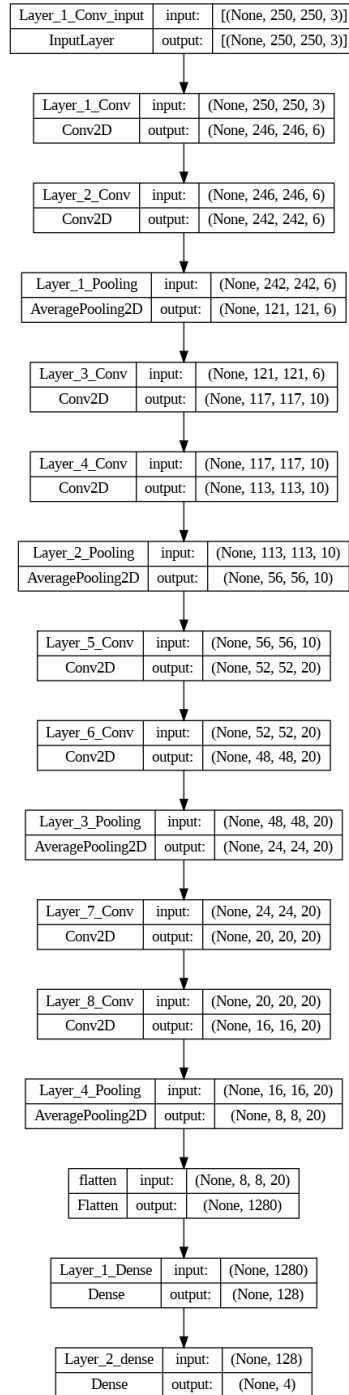 Layer_1_Conv_input input: [(None, 250, 250, 3)]
InputLayer output: [(None, 250, 250, 3)]
Layer_1_Conv input: (None, 250, 250, 3)
Conv2D output: (None, 246, 246, 6)
Layer_2_Conv input: (None, 246, 246, 6)
Conv2D output: (None, 242, 242, 6)
Layer_1_Pooling input: (None, 242, 242, 6)
AveragePooling2D output: (None, 121, 121, 6)
Layer_3_Conv input: (None, 121, 121, 6)
Conv2D output: (None, 117, 117, 10)
Layer_4_Conv input: (None, 117, 117, 10)
Conv2D output: (None, 113, 113, 10)
Layer_2_Pooling input: (None, 113, 113, 10)
AveragePooling2D output: (None, 56, 56, 10)
Layer_5_Conv input: (None, 56, 56, 10)
Conv2D output: (None, 52, 52, 20)
Layer_6_Conv input: (None, 52, 52, 20)
Conv2D output: (None, 48, 48, 20)
Layer_3_Pooling input: (None, 48, 48, 20)
AveragePooling2D output: (None, 24, 24, 20)
Layer_7_Conv input: (None, 24, 24, 20)
Conv2D output: (None, 20, 20, 20)
Layer_8_Conv input: (None, 20, 20, 20)
Conv2D output: (None, 16, 16, 20)
Layer_4_Pooling input: (None, 16, 16, 20)
AveragePooling2D output: (None, 8, 8, 20)
flatten input: (None, 8, 8, 20)
Flatten output: (None, 1280)
Layer_1_Dense input: (None, 1280)
Dense output: (None, 128)
Layer_2_dense input: (None, 128)
Dense output: (None, 4)